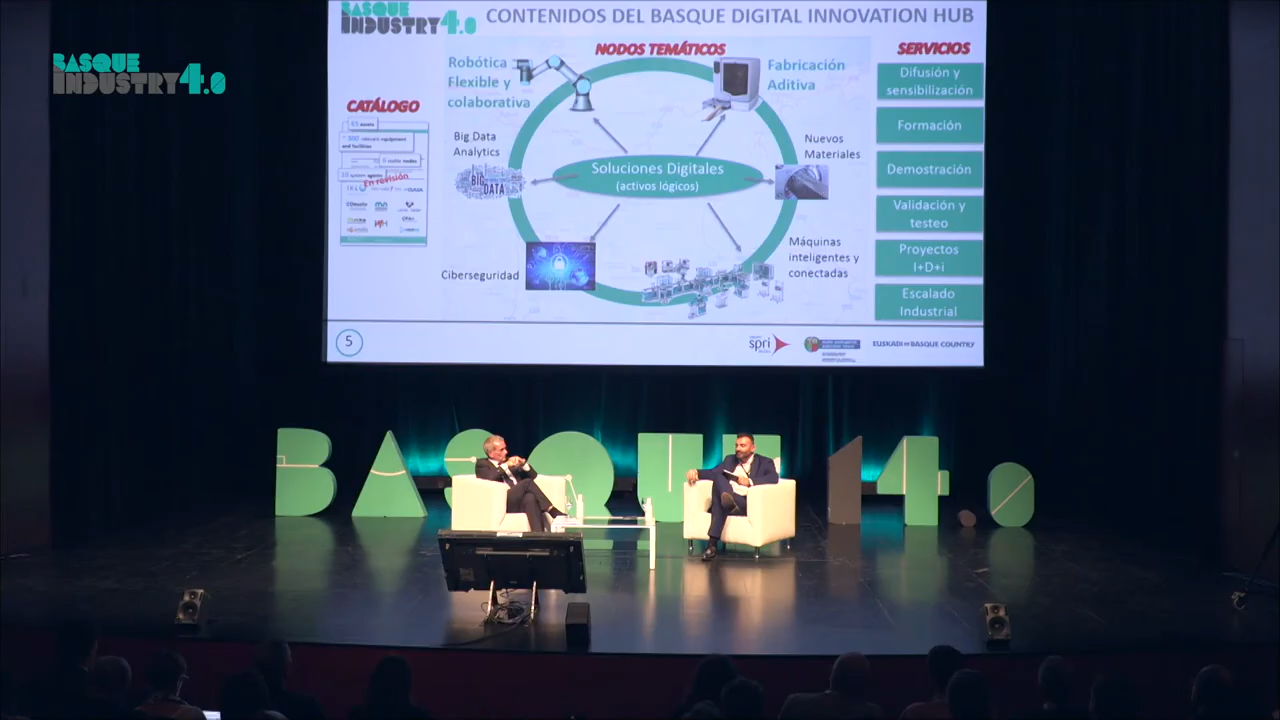 BASQUE
INDUSTRY 4.0
BASQUE
INDUSTRY 4.0
CONTENIDOS DEL BASQUE DIGITAL INNOVATION HUB
CATÁLOGO
En revisión
NODOS TEMÁTICOS
Robótica
Flexible y
colaborativa
Fabricación
Aditiva
Big Data
Analytics
BIG
DATA
Nuevos
Materiales
Soluciones Digitales
(activos lógicos)
Ciberseguridad
Máquinas
inteligentes y
conectadas
SERVICIOS
Difusión y
sensibilización
Formación
Demostración
Validación y
testeo
Proyectos
I+D+i
Escalado
Industrial
5
spri
EUSKADI BASQUE COUNTRY
BASQUE 4.0